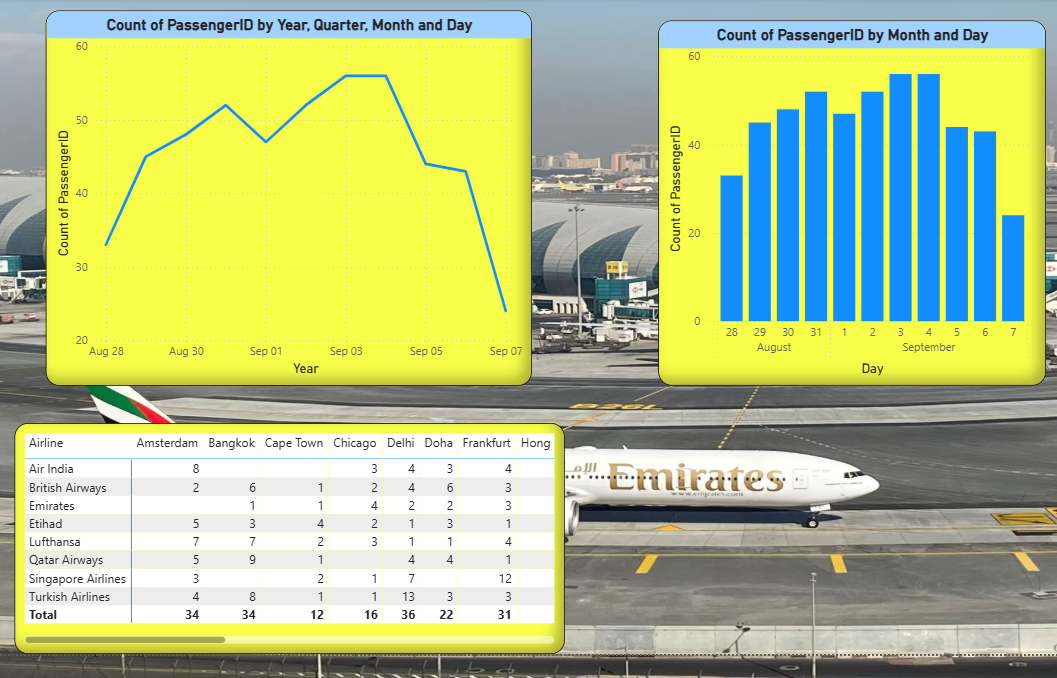 Count of PassengerID by Year, Quarter, Month and Day
60
50
40
30
20
Count of PassengerID
Aug 28 Aug 30 Sep 01 Sep 03 Sep 05 Sep 07
Year
Count of PassengerID by Month and Day
60
40
20
0
Count of PassengerID
28 29 30 31 1 2 3 4 5 6 7
August September
Day
Airline Amsterdam Bangkok Cape Town Chicago Delhi Doha Frankfurt Hong
Air India 8 3 4 3 4
British Airways 2 6 1 2 4 6 3
Emirates 1 1 4 2 2 3
Etihad 5 3 4 2 1 3 1
Lufthansa 7 7 2 3 1 1 4
Qatar Airways 5 9 1 4 4 1
Singapore Airlines 3 2 1 7 12
Turkish Airlines 4 8 1 1 13 3 3
Total 34 34 12 16 36 22 31
Emirates
www.emirates.com